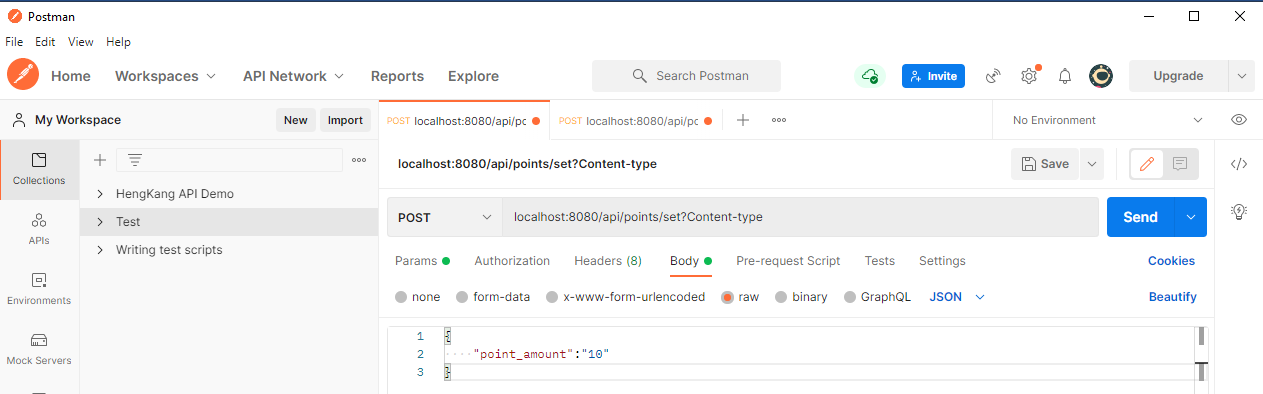 Postman
File Edit View Help
Home Workspaces API Network Reports Explore Search Postman Invite Upgrade
My Workspace New Import
POST localhost:8080/api/po POST localhost:8080/api/p No Environment
Collections
APIs
Environments
Mock Servers
HengKang API Demo
Test
Writing test scripts
localhost:8080/api/points/set?Content-type Save
POST localhost:8080/api/points/set?Content-type Send
Params Authorization Headers (8) Body Pre-request Script Tests Settings Cookies
none form-data x-www-form-urlencoded raw binary GraphQL JSON Beautify
1 {
2 "point_amount":"10"
3 }